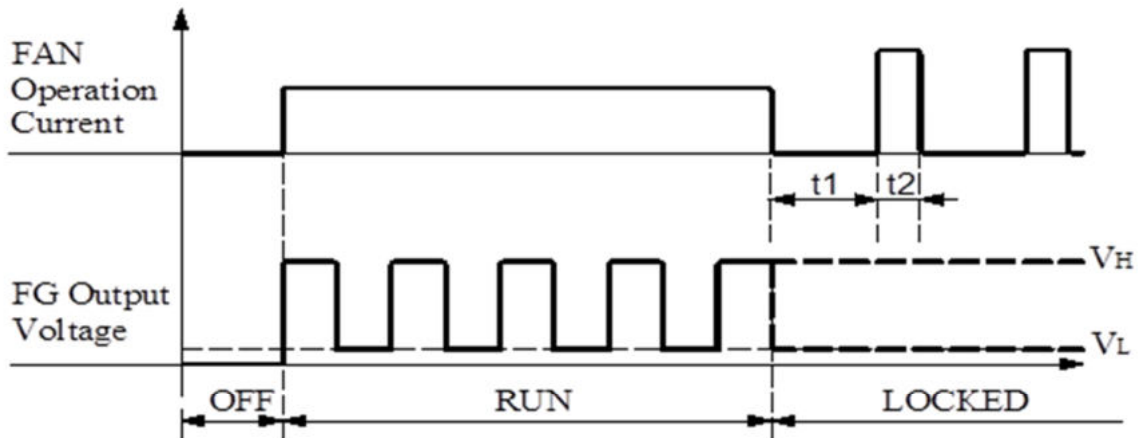 FAN
Operation
Current
t1 t2
FG Output
Voltage
VH
VL
OFF RUN LOCKED